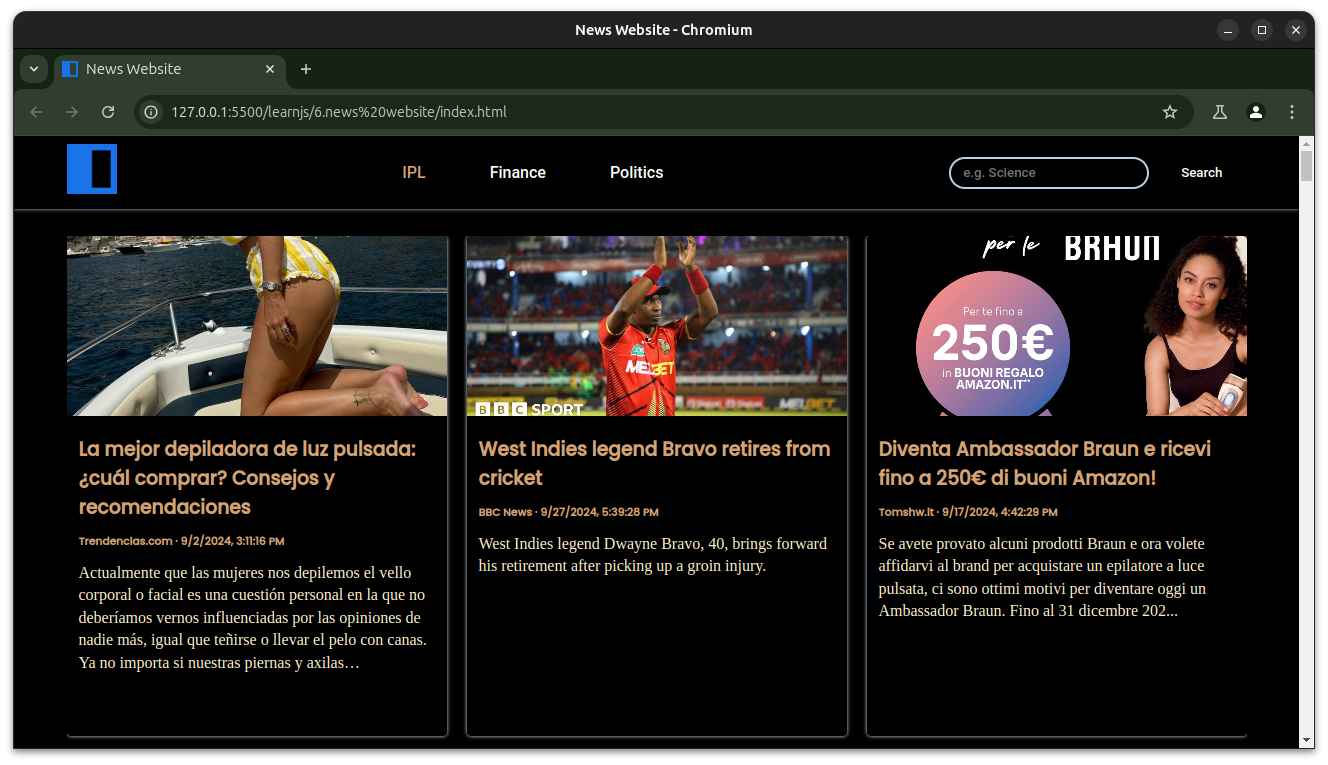 News Website - Chromium
News Website
127.0.0.1:5500/learnjs/6.news%20website/index.html
IPL
Finance
Politics
e.g. Science
Search
La mejor depiladora de luz pulsada:
¿cuál comprar? Consejos y
recomendaciones
Trendencias.com · 9/2/2024, 3:11:16 PM
Actualmente que las mujeres nos depilemos el vello
corporal o facial es una cuestión personal en la que no
deberíamos vernos influenciadas por las opiniones de
nadie más, igual que teñirse o llevar el pelo con canas.
Ya no importa si nuestras piernas y axilas…
MELBET
BBC SPORT
MELBET
West Indies legend Bravo retires from
cricket
BBC News · 9/27/2024, 5:39:28 PM
West Indies legend Dwayne Bravo, 40, brings forward
his retirement after picking up a groin injury.
per le BRAUN
Per te fino a
250€
in BUONI REGALO
AMAZON.IT**
Diventa Ambassador Braun e ricevi
fino a 250€ di buoni Amazon!
Tomshw.it · 9/17/2024, 4:42:29 PM
Se avete provato alcuni prodotti Braun e ora volete
affidarvi al brand per acquistare un epilatore a luce
pulsata, ci sono ottimi motivi per diventare oggi un
Ambassador Braun. Fino al 31 dicembre 202...